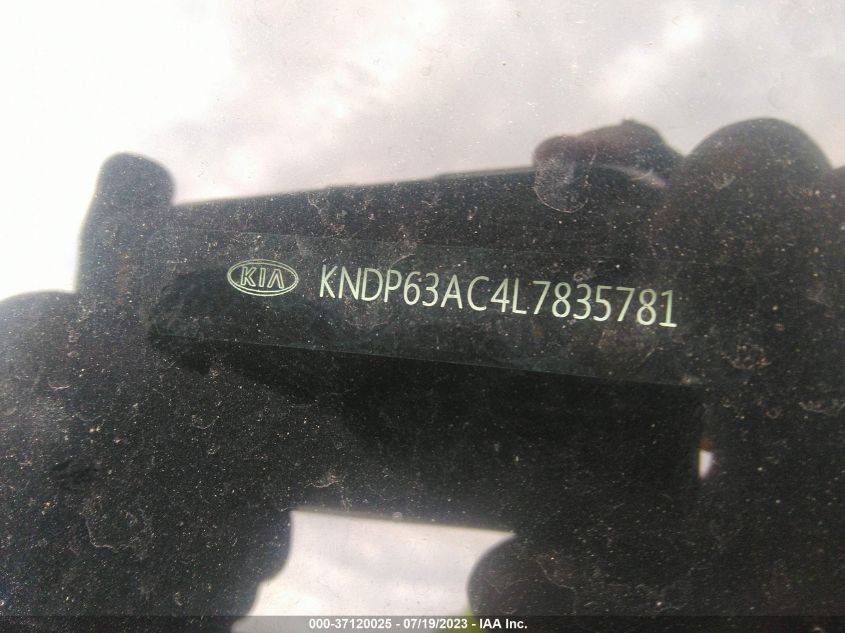 KIA KNDP63AC4L7835781
000-37120025 - 07/19/2023 - IAA Inc.